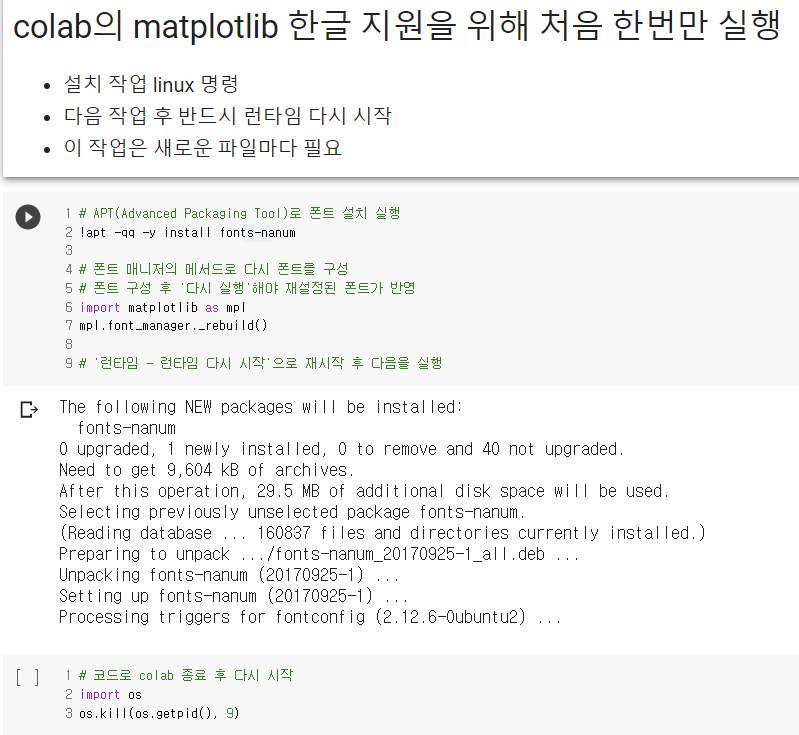 colab의 matplotlib 한글 지원을 위해 처음 한번만 실행
• 설치 작업 linux 명령
• 다음 작업 후 반드시 런타임 다시 시작
• 이 작업은 새로운 파일마다 필요
1 # APT(Advanced Packaging Tool)로 폰트 설치 실행
2 !apt -qq -y install fonts-nanum
3
4 # 폰트 매니저의 메서드로 다시 폰트를 구성
5 # 폰트 구성 후 '다시 실행'해야 재설정된 폰트가 반영
6 import matplotlib as mpl
7 mpl.font_manager._rebuild()
8
9 # '런타임 - 런타임 다시 시작'으로 재시작 후 다음을 실행
The following NEW packages will be installed:
fonts-nanum
0 upgraded, 1 newly installed, 0 to remove and 40 not upgraded.
Need to get 9,604 kB of archives.
After this operation, 29.5 MB of additional disk space will be used.
Selecting previously unselected package fonts-nanum.
(Reading database ... 160837 files and directories currently installed.)
Preparing to unpack .../fonts-nanum_20170925-1_all.deb ...
Unpacking fonts-nanum (20170925-1) ...
Setting up fonts-nanum (20170925-1) ...
Processing triggers for fontconfig (2.12.6-0ubuntu2) ...
[ ] 1 # 코드로 colab 종료 후 다시 시작
2 import os
3 os.kill(os.getpid(), 9)